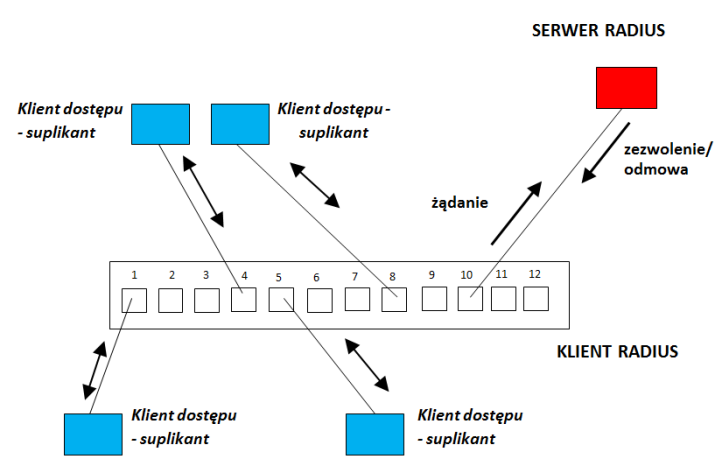 SERWER RADIUS
Klient dostępu
- suplikant
Klient dostępu -
suplikant
zezwolenie/
odmowa
żądanie
1 2 3 4 5 6 7 8 9 10 11 12
KLIENT RADIUS
Klient dostępu
- suplikant
Klient dostępu
- suplikant